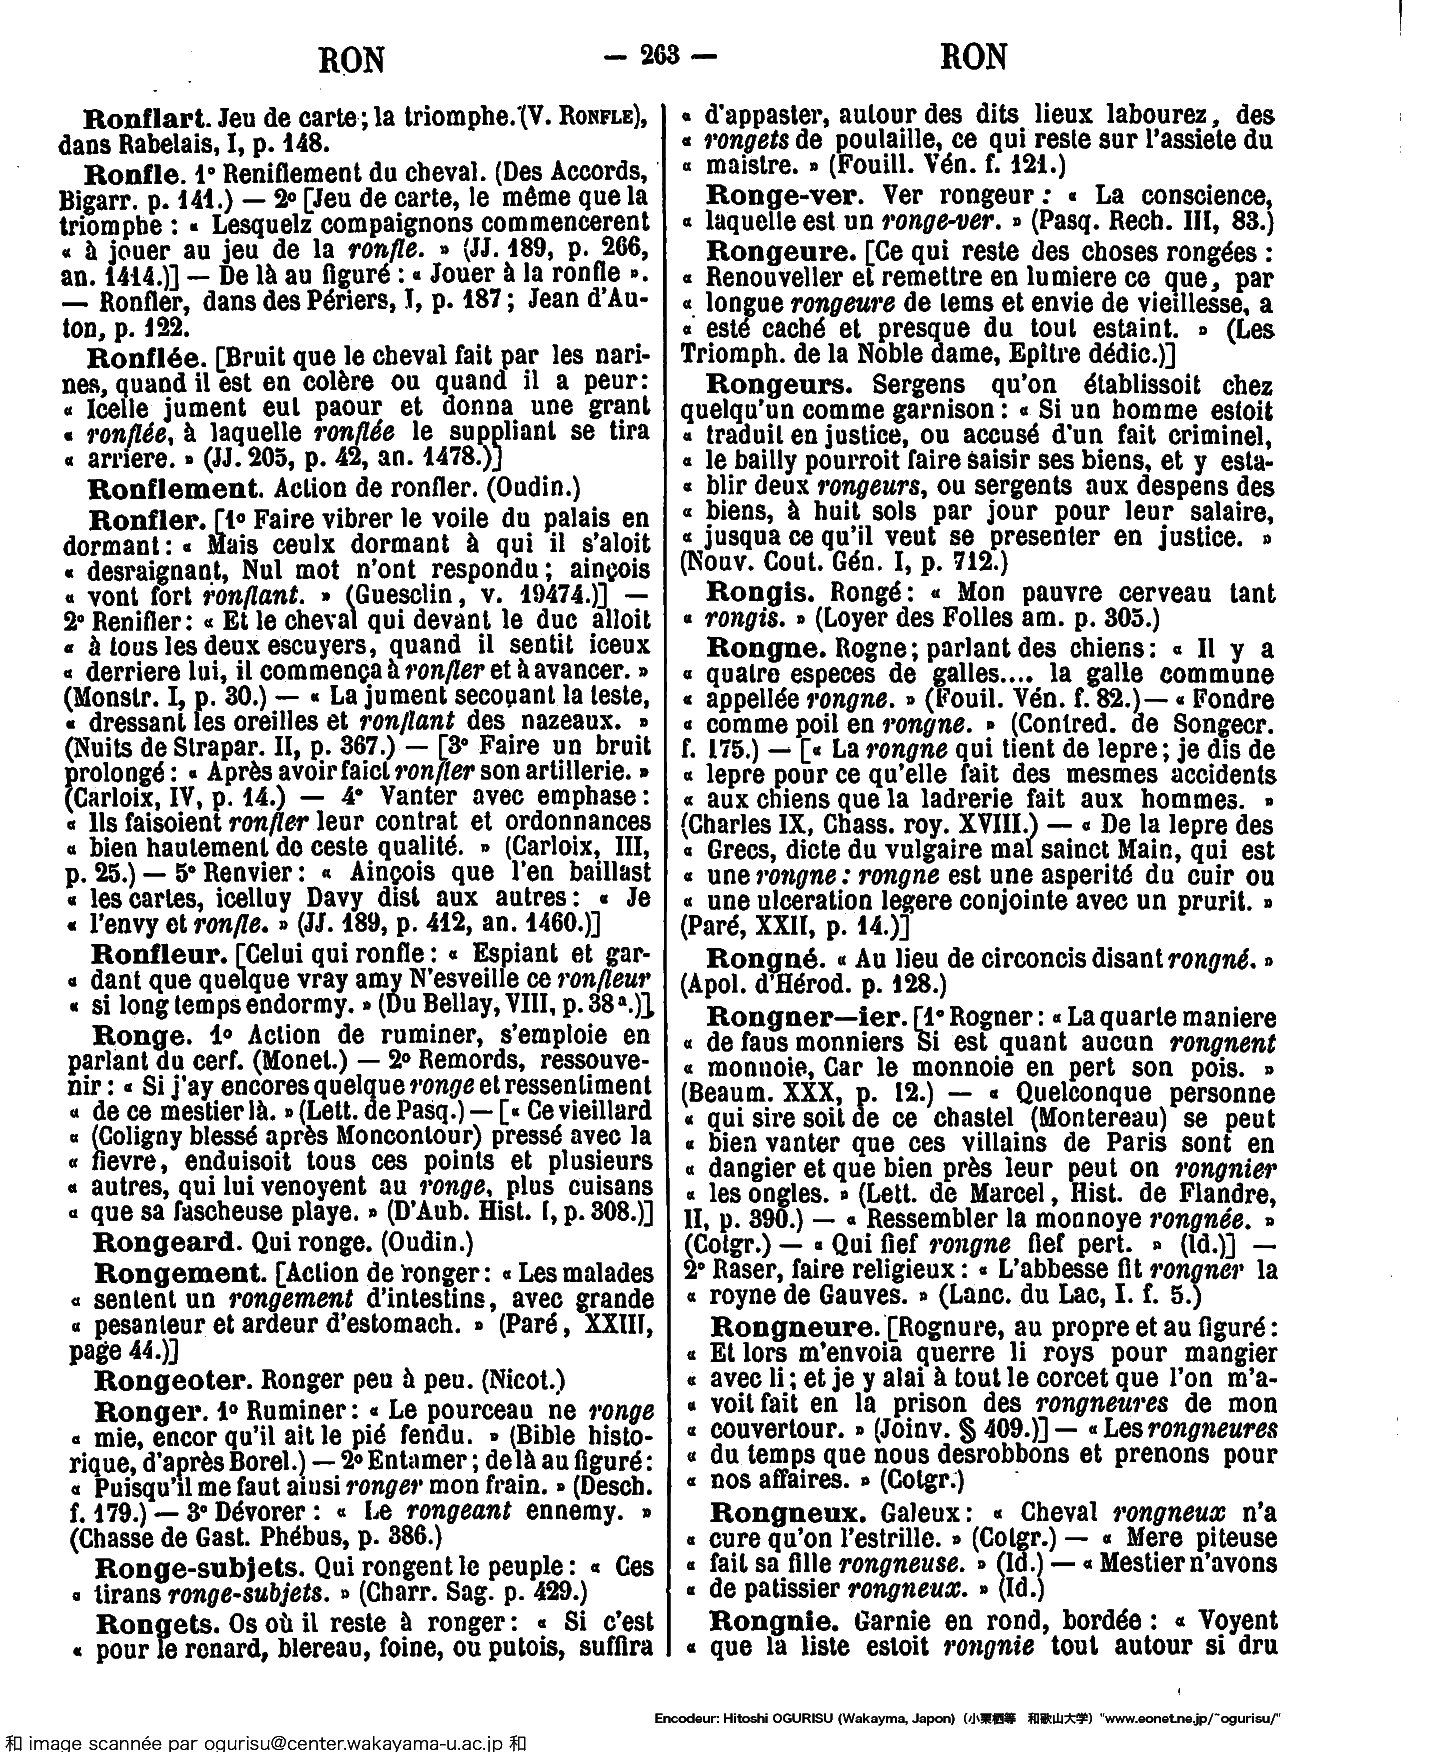 RON — 263 — RON
Ronflart. Jeu de carte; la triomphe. (V. RONFLE),
dans Rabelais, I, p. 148.
Ronfle. 1° Reniflement du cheval. (Des Accords,
Bigarr. p. 141.) — 2° [Jeu de carte, le même que la
triomphe : « Lesquelz compaignons commencerent
« à jouer au jeu de la ronfle. » (JJ. 189, p. 266,
an. 1414.)] — De là au figuré : « Jouer à la ronfle ».
— Ronfler, dans des Périers, I, p. 187; Jean d'Au-
ton, p. 122.
Ronflée. [Bruit que le cheval fait par les nari-
nes, quand il est en colère ou quand il a peur:
« Icelle jument eut paour et donna une grant
« ronflée, à laquelle ronflée le suppliant se tira
« arriere. » (JJ. 205, p. 42, an. 1478.)]
Ronflement. Action de ronfler. (Oudin.)
Ronfler. [1° Faire vibrer le voile du palais en
dormant: « Mais ceulx dormant à qui il s'aloit
« desraignant, Nul mot n'ont respondu; ainçois
« vont fort ronflant. » (Guesclin, v. 19474.)] —
2° Renifler: « Et le cheval qui devant le duc alloit
« à tous les deux escuyers, quand il sentit iceux
« derriere lui, il commença à ronfler et à avancer. »
(Monstr. I, p. 30.) — « La jument secouant la teste,
« dressant les oreilles et ronflant des nazeaux. »
(Nuits de Strapar. II, p. 367.) — [3° Faire un bruit
prolongé: « Après avoir faict ronfler son artillerie. »
(Carloix, IV, p. 14.) — 4° Vanter avec emphase:
« Ils faisoient ronfler leur contrat et ordonnances
« bien hautement de ceste qualité. » (Carloix, III,
p. 25.) — 5° Renvier: « Ainçois que l'en baillast
« les cartes, icelluy Davy dist aux autres: « Je
« l'envy et ronfle. » (JJ. 189, p. 412, an. 1460.)]
Ronfleur. [Celui qui ronfle: « Espiant et gar-
« dant que quelque vray amy N'esveille ce ronfleur
« si long temps endormy. » (Du Bellay, VIII, p. 38ª.)]
Ronge. 1° Action de ruminer, s'emploie en
parlant du cerf. (Monet.) — 2° Remords, ressouve-
nir: « Si j'ay encores quelque ronge et ressentiment
« de ce mestier là. » (Lett. de Pasq.) — [« Ce vieillard
« (Coligny blessé après Moncontour) pressé avec la
« fievre, enduisoit tous ces points et plusieurs
« autres, qui lui venoyent au ronge, plus cuisans
« que sa fascheuse playe. » (D'Aub. Hist. I, p. 308.)]
Rongeard. Qui ronge. (Oudin.)
Rongement. [Action de ronger: « Les malades
« sentent un rongement d'intestins, avec grande
« pesanteur et ardeur d'estomach. » (Paré, XXIII,
page 44.)]
Rongeoter. Ronger peu à peu. (Nicot.)
Ronger. 1° Ruminer: « Le pourceau ne ronge
« mie, encor qu'il ait le pié fendu. » (Bible histo-
rique, d'après Borel.) — 2° Entamer; de là au figuré:
« Puisqu'il me faut aiusi ronger mon frain. » (Desch.
f. 179.) — 3° Dévorer : « Le rongeant ennemy. »
(Chasse de Gast. Phébus, p. 386.)
Ronge-subjets. Qui rongent le peuple: « Ces
« tirans ronge-subjets. » (Charr. Sag. p. 429.)
Rongets. Os où il reste à ronger: « Si c'est
« pour le renard, blereau, foine, ou putois, suffira
« d'appaster, autour des dits lieux labourez, des
« rongets de poulaille, ce qui reste sur l'assiete du
« maistre. » (Fouill. Vén. f. 121.)
Ronge-ver. Ver rongeur : « La conscience,
« laquelle est un ronge-ver. » (Pasq. Rech. III, 83.)
Rongeure. [Ce qui reste des choses rongées :
« Renouveller et remettre en lumiere ce que, par
« longue rongeure de tems et envie de vieillesse, a
« esté caché et presque du tout estaint. » (Les
Triomph. de la Noble dame, Epitre dédic.)]
Rongeurs. Sergens qu'on établissoit chez
quelqu'un comme garnison: « Si un homme estoit
« traduit en justice, ou accusé d'un fait criminel,
« le bailly pourroit faire saisir ses biens, et y esta-
« blir deux rongeurs, ou sergents aux despens des
« biens, à huit sols par jour pour leur salaire,
« jusqua ce qu'il veut se presenter en justice. »
(Nouv. Cout. Gén. I, p. 712.)
Rongis. Rongé: « Mon pauvre cerveau tant
« rongis. » (Loyer des Folles am. p. 305.)
Rongne. Rogne; parlant des chiens: « Il y a
« quatre especes de galles.... la galle commune
« appellée rongne. » (Fouil. Vén. f. 82.) — « Fondre
« comme poil en rongne. » (Contred. de Songecr.
f. 175.) — [« La rongne qui tient de lepre; je dis de
« lepre pour ce qu'elle fait des mesmes accidents
« aux chiens que la ladrerie fait aux hommes. »
(Charles IX, Chass. roy. XVIII.) — « De la lepre des
« Grecs, dicte du vulgaire mal sainct Main, qui est
« une rongne: rongne est une asperité du cuir ou
« une ulceration legere conjointe avec un prurit. »
(Paré, XXII, p. 14.)]
Rongné. « Au lieu de circoncis disant rongné. »
(Apol. d'Hérod. p. 128.)
Rongner—ier. [1° Rogner: « La quarte maniere
« de faus monniers Si est quant aucun rongnent
« monnoie, Car le monnoie en pert son pois. »
(Beaum. XXX, p. 12.) — « Quelconque personne
« qui sire soit de ce chastel (Montereau) se peut
« bien vanter que ces villains de Paris sont en
« dangier et que bien près leur peut on rongnier
« les ongles. » (Lett. de Marcel, Hist. de Flandre,
II, p. 390.) — « Ressembler la monnoye rongnée. »
(Cotgr.) — « Qui fief rongne fief pert. » (Id.)] —
2° Raser, faire religieux: « L'abbesse fit rongner la
« royne de Gauves. » (Lanc. du Lac, I. f. 5.)
Rongneure. [Rognure, au propre et au figuré:
« Et lors m'envoia querre li roys pour mangier
« avec li; et je y alai à tout le corcet que l'on m'a-
« voit fait en la prison des rongneures de mon
« couvertour. » (Joinv. § 409.)] — « Les rongneures
« du temps que nous desrobbons et prenons pour
« nos affaires. » (Cotgr.)
Rongneux. Galeux: « Cheval rongneux n'a
« cure qu'on l'estrille. » (Cotgr.) — « Mere piteuse
« fait sa fille rongneuse. » (Id.) — « Mestier n'avons
« de patissier rongneux. » (Id.)
Rongnie. Garnie en rond, bordée : « Voyent
« que la liste estoit rongnie tout autour si dru
Encodeur: Hitoshi OGURISU (Wakayma, Japon) (小栗栖等 和歌山大学) "www.eonet.ne.jp/~ogurisu/"
和 image scannée par ogurisu@center.wakayama-u.ac.jp 和